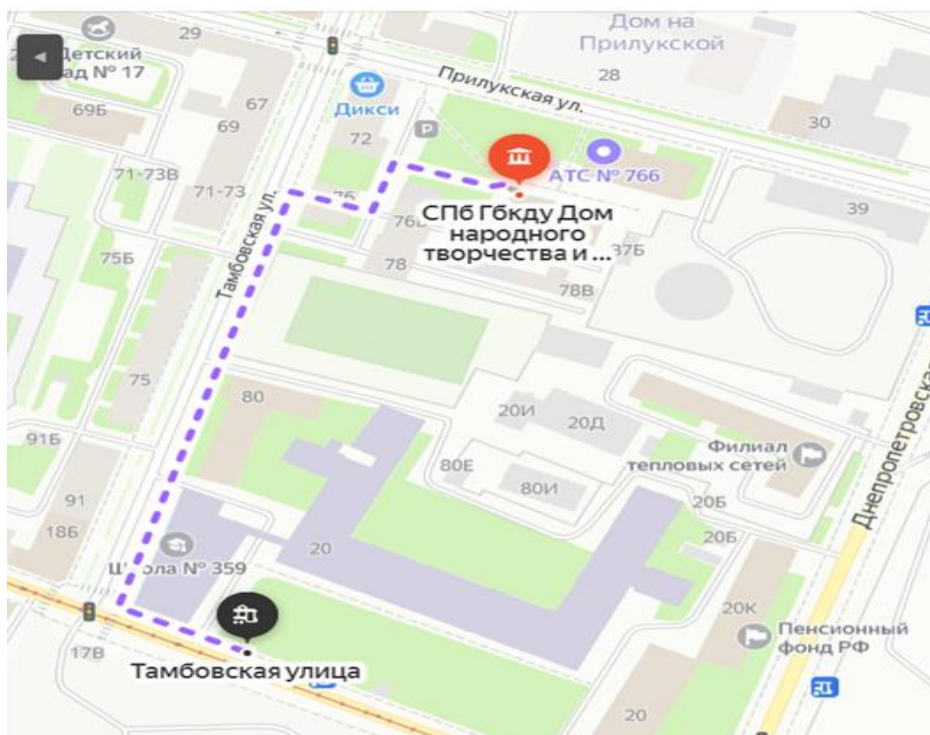 29
Детский
ад № 17
69Б
67
69
Дикси
72
P
Прилукская ул.
Дом на
Прилукской
28
30
АТС № 766
71-73В
71-73
76
СПб Гбкду Дом
народного
творчества и ...
39
37Б
78
78В
75Б
Тамбовская ул.
75
80
20И
20Д
91Б
80Е
Филиал
тепловых сетей
Днепропетровская
80И
20Б
20Б
91
18Б
20
Школа № 359
20К
Пенсионный
фонд РФ
17В
Тамбовская улица
20